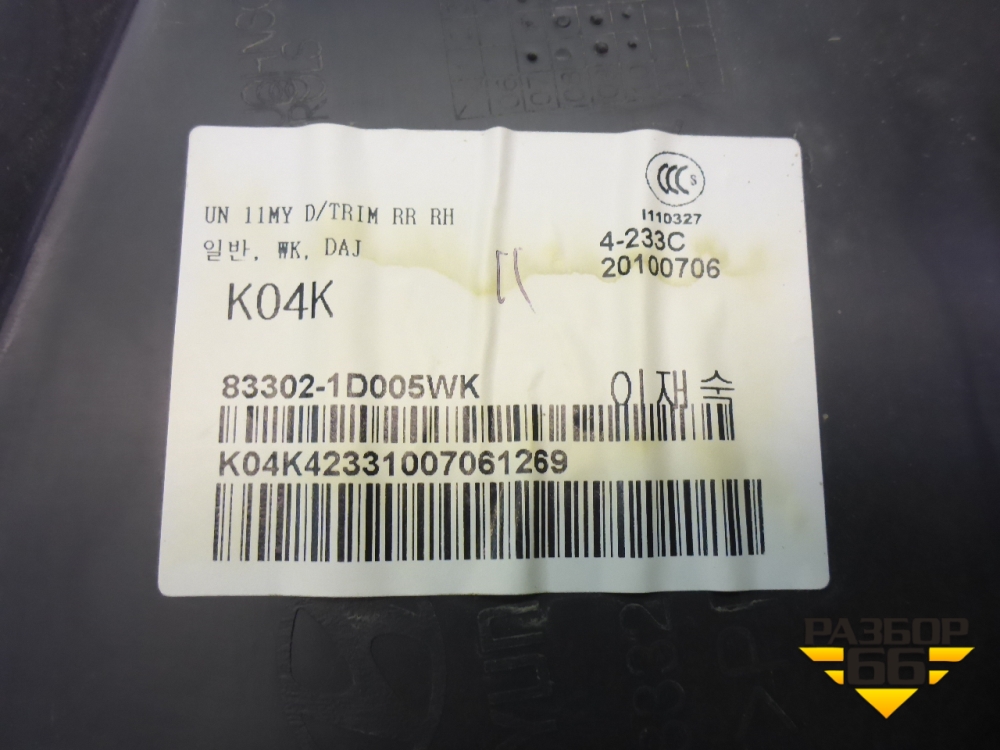 UN 11MY D/TRIM RR RH
일반, WK, DAJ
K04K
CCC S
I110327
4-233C
20100706
83302-1D005WK
이재숙
K04K42331007061269
РАЗБОР
66